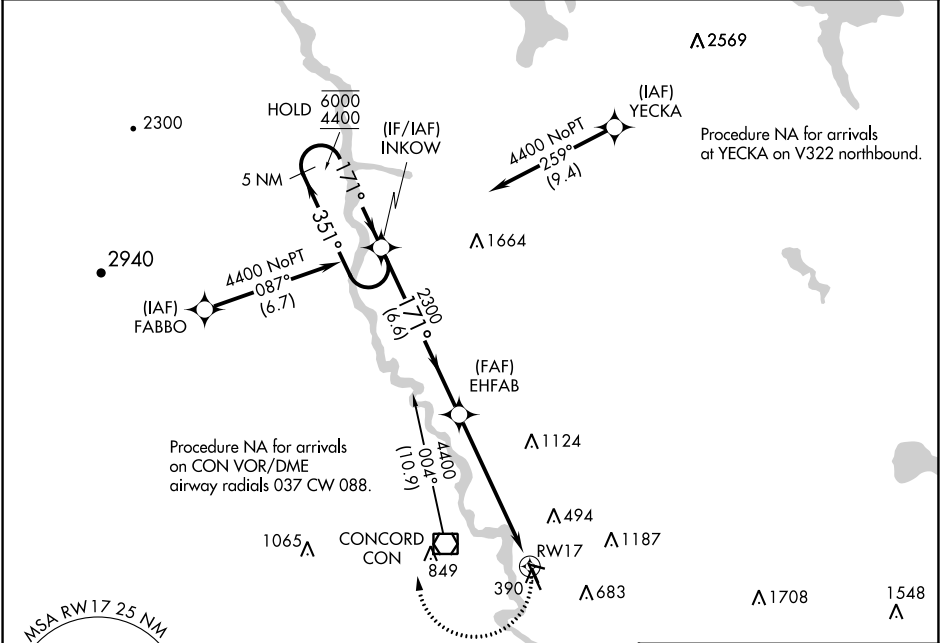 2569
(IAF)
YECKA
HOLD
6000
4400
2300
(IF/IAF)
INKOW
4400 NoPT
259°
(9.4)
Procedure NA for arrivals
at YECKA on V322 northbound.
5 NM
171°
351°
1664
2940
4400 NoPT
087°
(6.7)
(IAF)
FABBO
2300
171°
(6.6)
(FAF)
EHFAB
1124
Procedure NA for arrivals
on CON VOR/DME
airway radials 037 CW 088.
4400
004°
(10.9)
494
1065
CONCORD
CON
849
1187
RW17
390
683
1708
1548
MSA RW17 25 NM